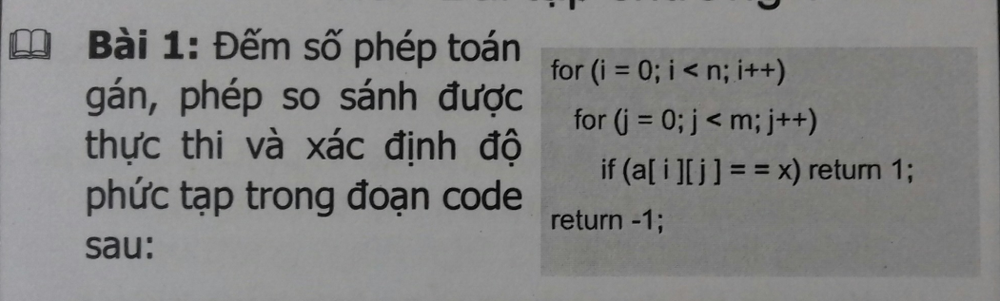 Bài 1: Đếm số phép toán
gán, phép so sánh được
thực thi và xác định độ
phức tạp trong đoạn code
sau:
for (i = 0; i < n; i++)
for (j = 0; j < m; j++)
if (a[ i ][ j ] = = x) return 1;
return -1;